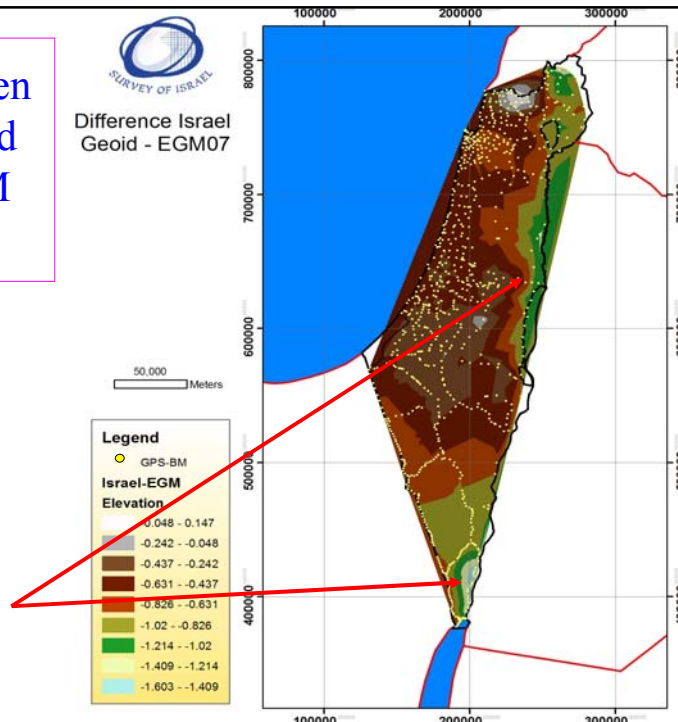 en
d
M
SURVEY OF ISRAEL
Difference Israel
Geoid - EGM07
50,000
Meters
Legend
GPS-BM
Israel-EGM
Elevation
-0.048 - 0.147
-0.242 - -0.048
-0.437 - -0.242
-0.631 - -0.437
-0.826 - -0.631
-1.02 - -0.826
-1.214 - -1.02
-1.409 - -1.214
-1.603 - -1.409
100000 200000 300000
800000
700000
600000
500000
400000
100000 200000 300000